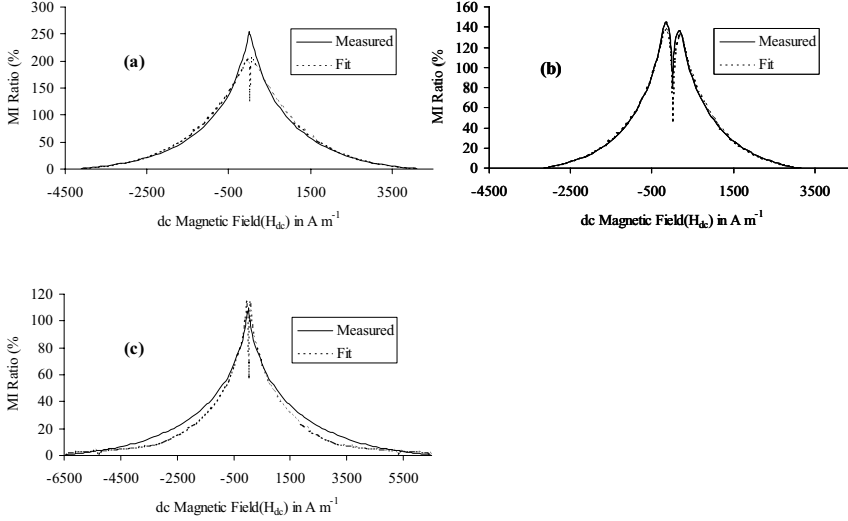 300
250
200
150
100
50
0
MI Ratio (%
(a)
Measured
Fit
-4500 -2500 -500 1500 3500
dc Magnetic Field(Hdc) in A m-1
160
140
120
100
80
60
40
20
0
MI Ratio (%
(b)
Measured
Fit
-4500 -2500 -500 1500 3500
dc Magnetic Field(Hdc) in A m-1
120
100
80
60
40
20
0
MI Ratio (%
(c)
Measured
Fit
-6500 -4500 -2500 -500 1500 3500 5500
dc Magnetic Field(Hdc) in A m-1